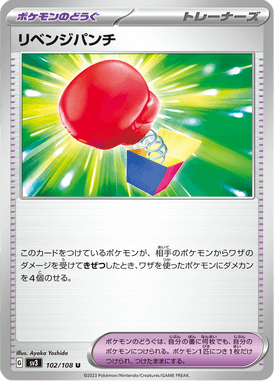 ポケモンのどうぐ
トレーナーズ
リベンジパンチ
このカードをつけているポケモンが、相手のポケモンからワザの
ダメージを受けてきぜつしたとき、ワザを使ったポケモンにダメカン
を4個のせる。
Illus. Ayaka Yoshida
G sv3 102/108 U
ポケモンのどうぐは、自分の番に何枚でも、自分の
ポケモンにつけられる。ポケモン1匹につき1枚だけ
つけられ、つけたままにする。
©2023 Pokémon/Nintendo/Creatures/GAME FREAK.